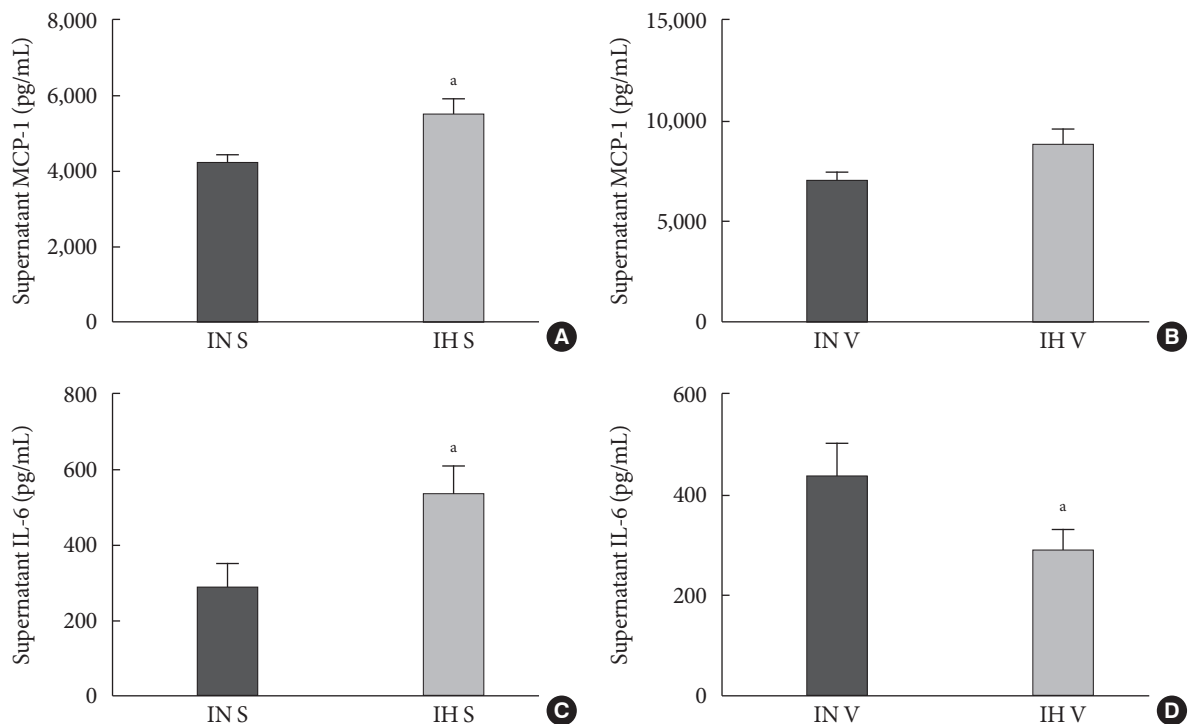 Supernatant MCP-1 (pg/mL)
8,000
6,000
4,000
2,000
0
a
IN S
IH S
A
Supernatant MCP-1 (pg/mL)
15,000
10,000
5,000
0
IN V
IH V
B
Supernatant IL-6 (pg/mL)
800
600
400
200
0
a
IN S
IH S
C
Supernatant IL-6 (pg/mL)
600
400
200
0
a
IN V
IH V
D